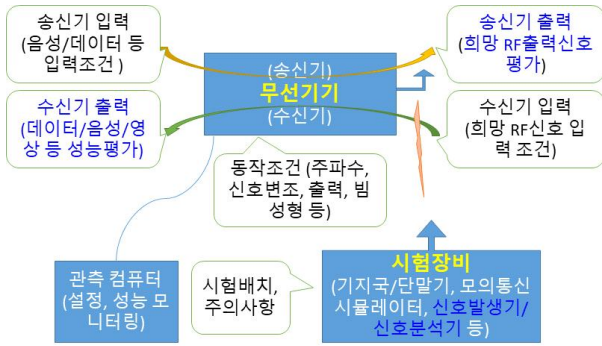 송신기 입력
(음성/데이터 등
입력조건 )
송신기 출력
(희망 RF출력신호
평가)
(송신기)
무선기기
(수신기)
수신기 출력
(데이터/음성/영
상 등 성능평가)
수신기 입력
(희망 RF신호 입
력 조건)
동작조건 (주파수,
신호변조, 출력, 빔
성형 등)
관측 컴퓨터
(설정, 성능 모
니터링)
시험배치,
주의사항
시험장비
(기지국/단말기, 모의통신
시뮬레이터, 신호발생기/
신호분석기 등)